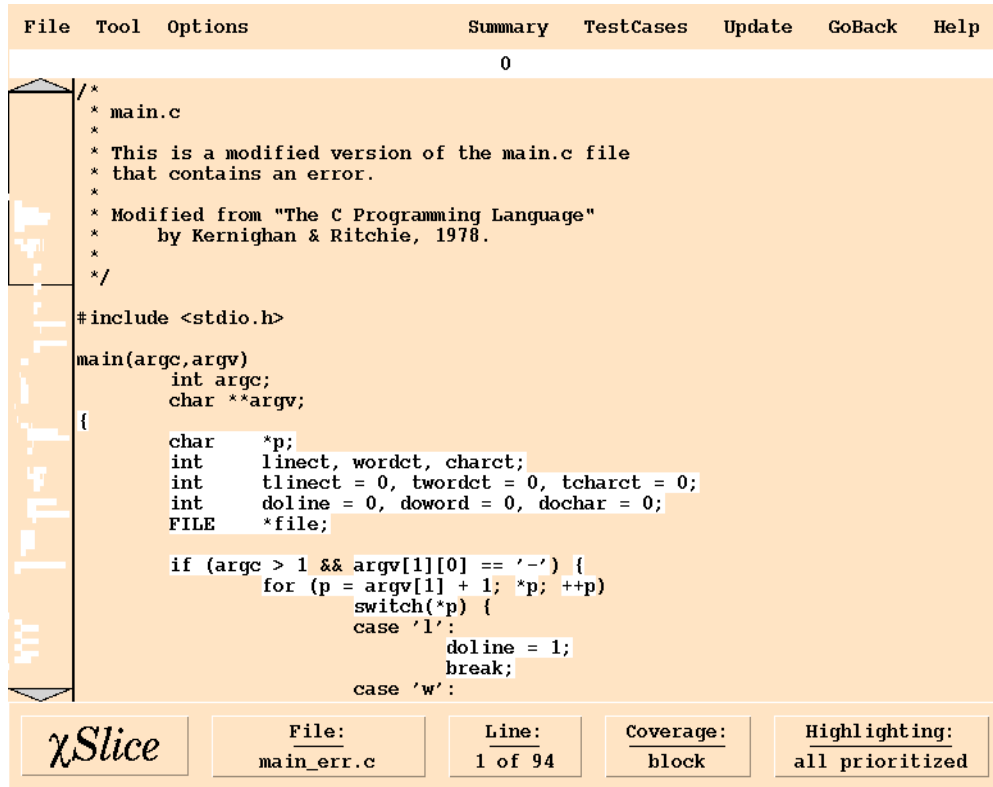 File Tool Options Summary TestCases Update GoBack Help
0
/*
 * main.c
 *
 * This is a modified version of the main.c file
 * that contains an error.
 *
 * Modified from "The C Programming Language"
 *     by Kernighan & Ritchie, 1978.
 *
 */
#include <stdio.h>
main(argc,argv)
        int argc;
        char **argv;
{
        char    *p;
        int     linect, wordct, charct;
        int     tlinect = 0, twordct = 0, tcharct = 0;
        int     doline = 0, doword = 0, dochar = 0;
        FILE    *file;
        if (argc > 1 && argv[1][0] == '-') {
                for (p = argv[1] + 1; *p; ++p)
                        switch(*p) {
                        case 'l':
                                doline = 1;
                                break;
                        case 'w':
χSlice
File:
main_err.c
Line:
1 of 94
Coverage:
block
Highlighting:
all prioritized